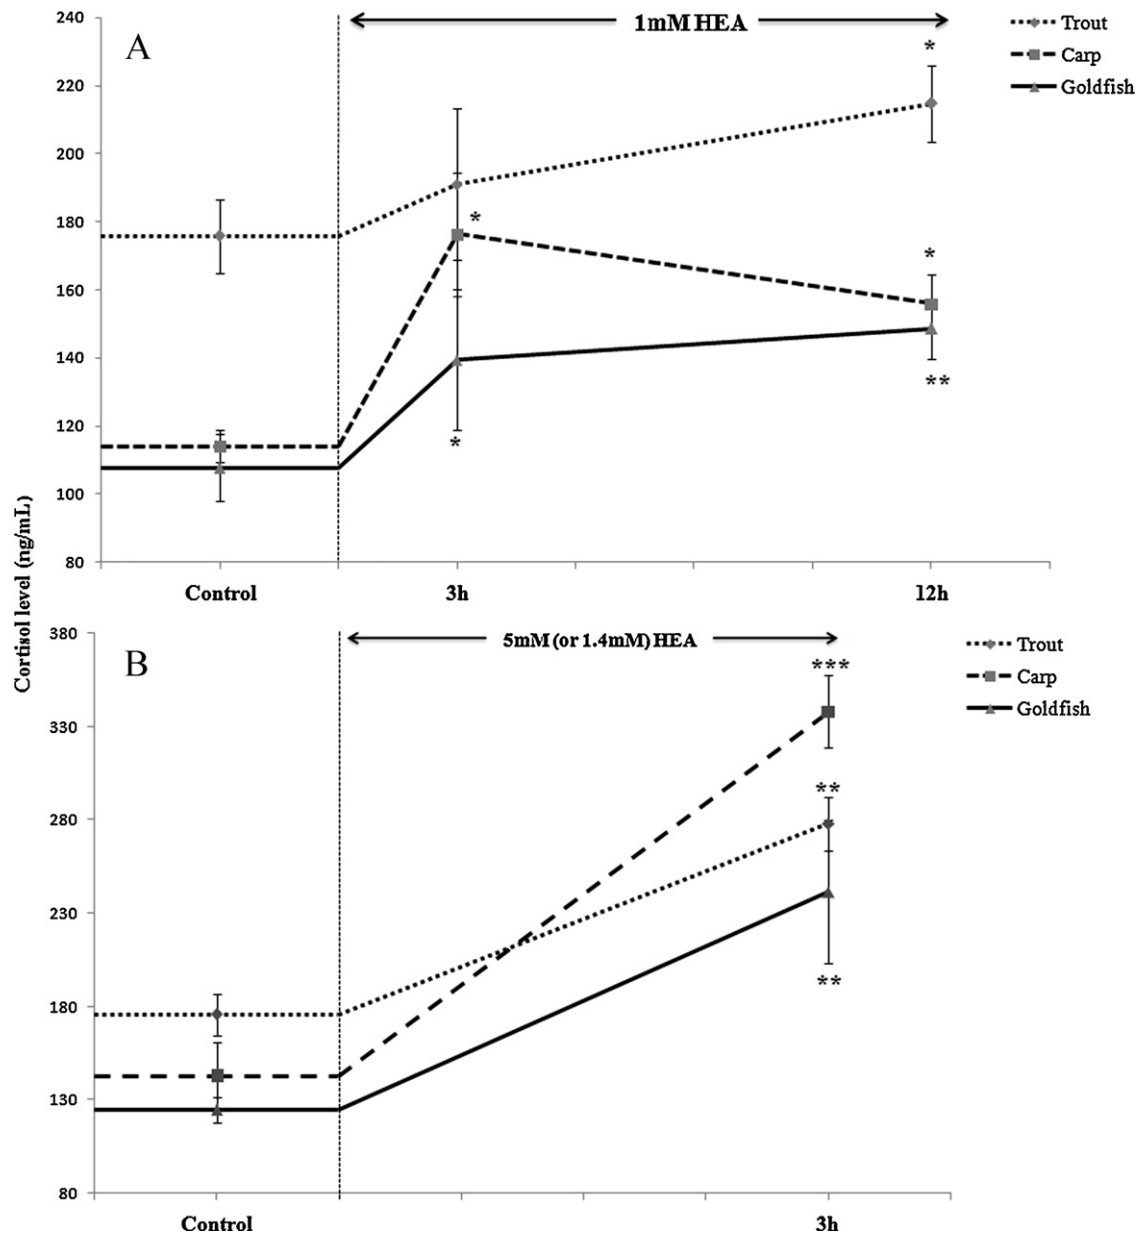 240
220
200
180
160
140
120
100
80
A
1mM HEA
Trout
Carp
Goldfish
*
*
*
*
**
Control
3h
12h
Cortisol level (ng/mL)
380
330
280
230
180
130
80
B
5mM (or 1.4mM) HEA
Trout
Carp
Goldfish
***
**
**
Control
3h